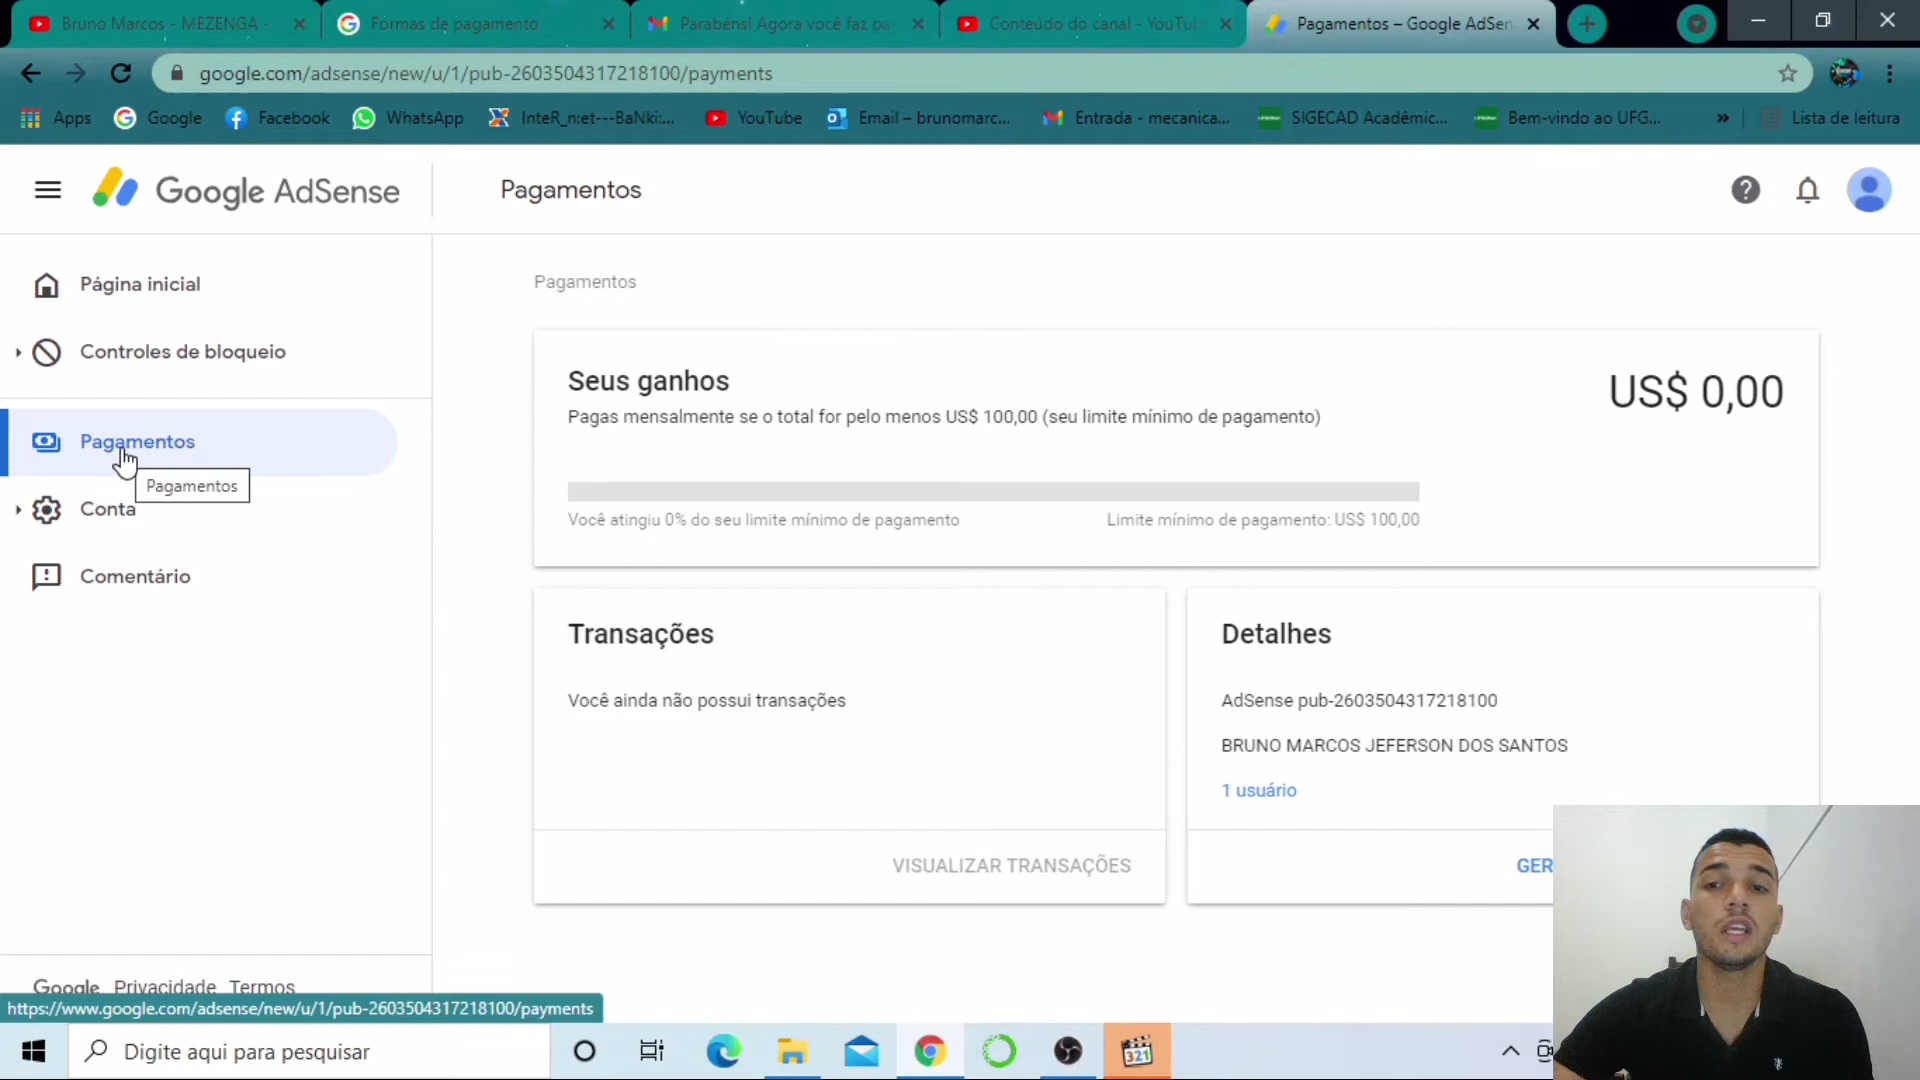 Bruno Marcos - MEZENGA -
Formas de pagamento
Parabéns! Agora você faz pa
Conteúdo do canal - YouTub
Pagamentos – Google AdSen
google.com/adsense/new/u/1/pub-2603504317218100/payments
Apps
Google
Facebook
WhatsApp
InteR_n:et---BaNki:...
YouTube
Email – brunomarc...
Entrada - mecanica...
SIGECAD Acadêmic...
Bem-vindo ao UFG...
»
Lista de leitura
Google AdSense
Pagamentos
Página inicial
Controles de bloqueio
Pagamentos
Pagamentos
Conta
Comentário
Pagamentos
Seus ganhos
US$ 0,00
Pagas mensalmente se o total for pelo menos US$ 100,00 (seu limite mínimo de pagamento)
Você atingiu 0% do seu limite mínimo de pagamento
Limite mínimo de pagamento: US$ 100,00
Transações
Você ainda não possui transações
VISUALIZAR TRANSAÇÕES
Detalhes
AdSense pub-2603504317218100
BRUNO MARCOS JEFERSON DOS SANTOS
1 usuário
GER
Google Privacidade Termos
https://www.google.com/adsense/new/u/1/pub-2603504317218100/payments
Digite aqui para pesquisar
321